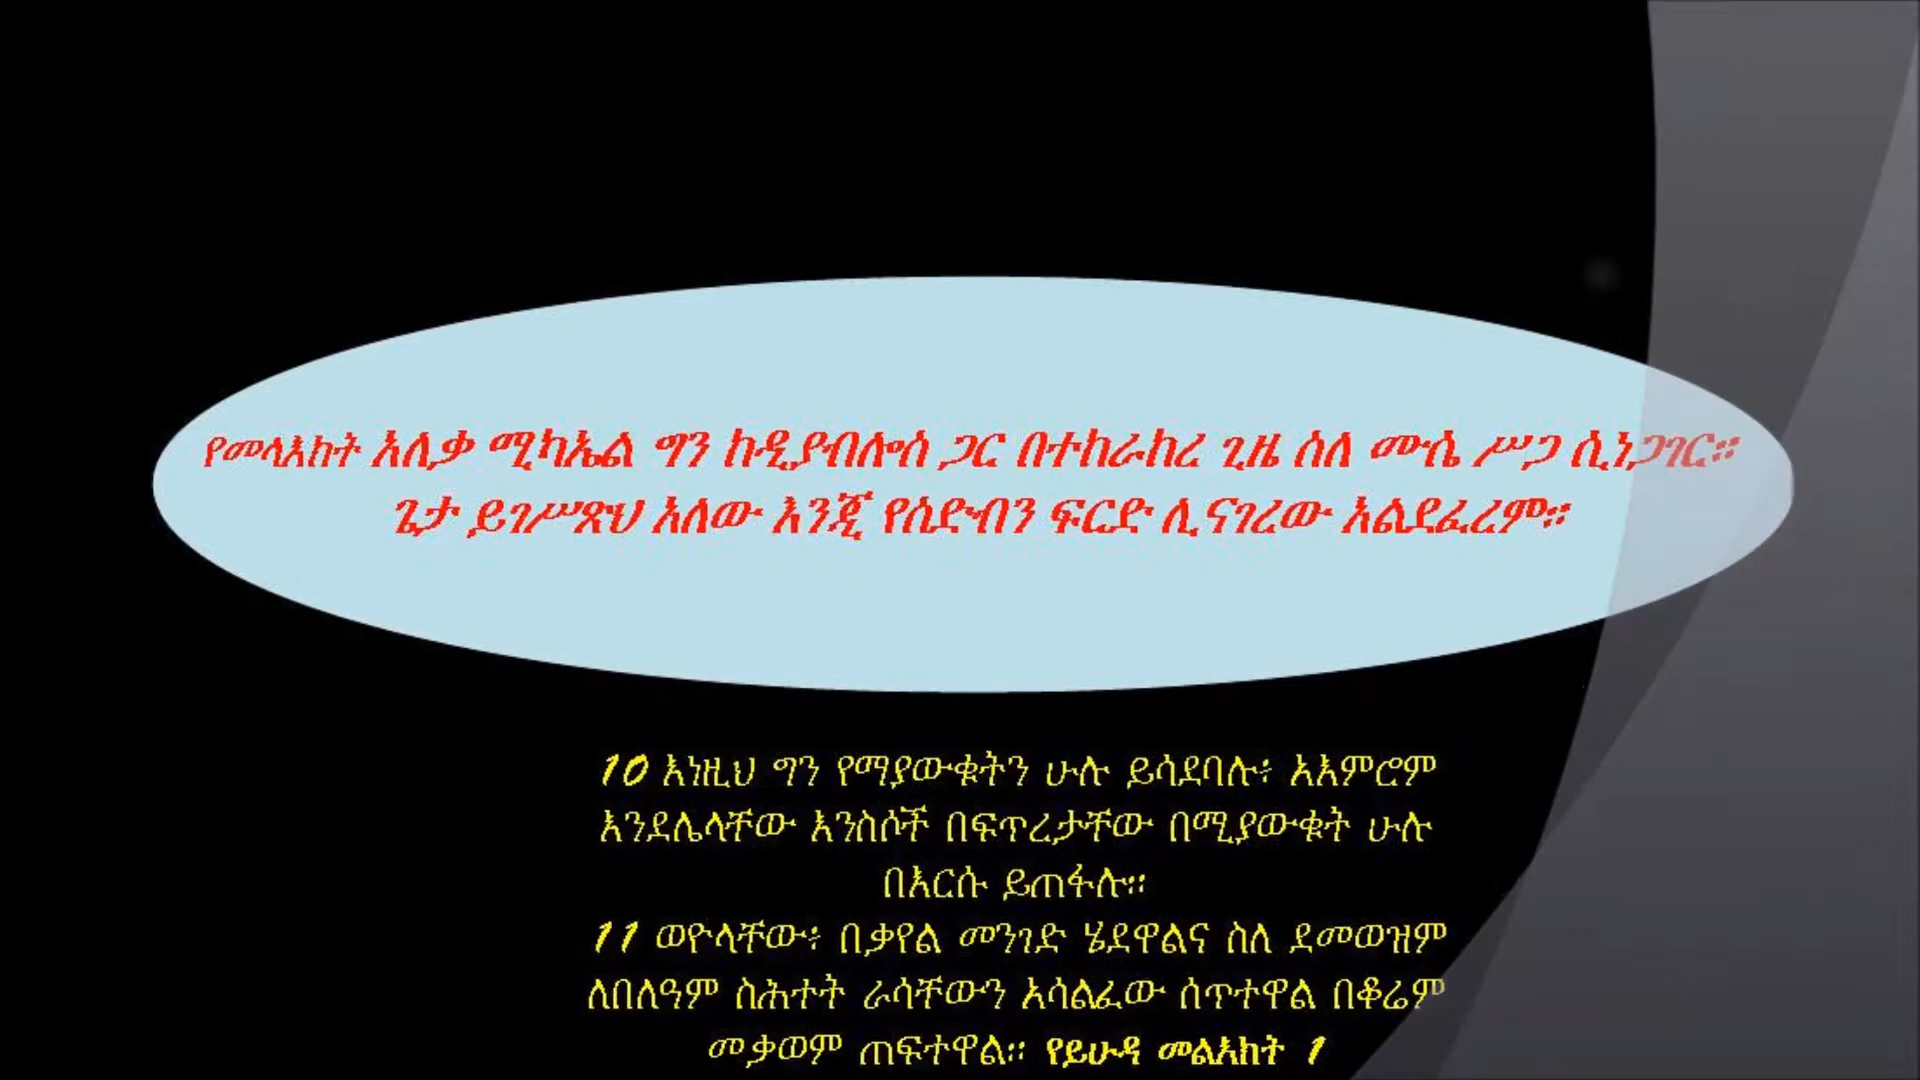 የመላእክት አለቃ ሚካኤል ግን ከዲያብሎስ ጋር በተከራከረ ጊዜ ስለ ሙሴ ሥጋ ሲነጋገር።
ጌታ ይገሥጽህ አለው እንጂ የስድብን ፍርድ ሊናገረው አልደፈረም።
10 እነዚህ ግን የማያውቁትን ሁሉ ይሳደባሉ፥ አእምሮም
እንደሌላቸው እንስሶች በፍጥረታቸው በሚያውቁት ሁሉ
በእርሱ ይጠፋሉ።
11 ወዮላቸው፥ በቃየል መንገድ ሄደዋልና ስለ ደመወዝም
ለበለዓም ስሕተት ራሳቸውን አሳልፈው ሰጥተዋል በቆሬም
መቃወም ጠፍተዋል። የይሁዳ መልእክት 1